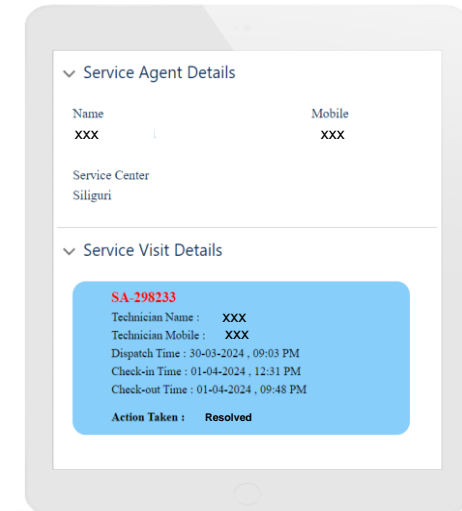 Service Agent Details
Name Mobile
XXX XXX
Service Center
Siliguri
Service Visit Details
SA-298233
Technician Name : XXX
Technician Mobile : XXX
Dispatch Time : 30-03-2024 , 09:03 PM
Check-in Time : 01-04-2024 , 12:31 PM
Check-out Time : 01-04-2024 , 09:48 PM
Action Taken : Resolved